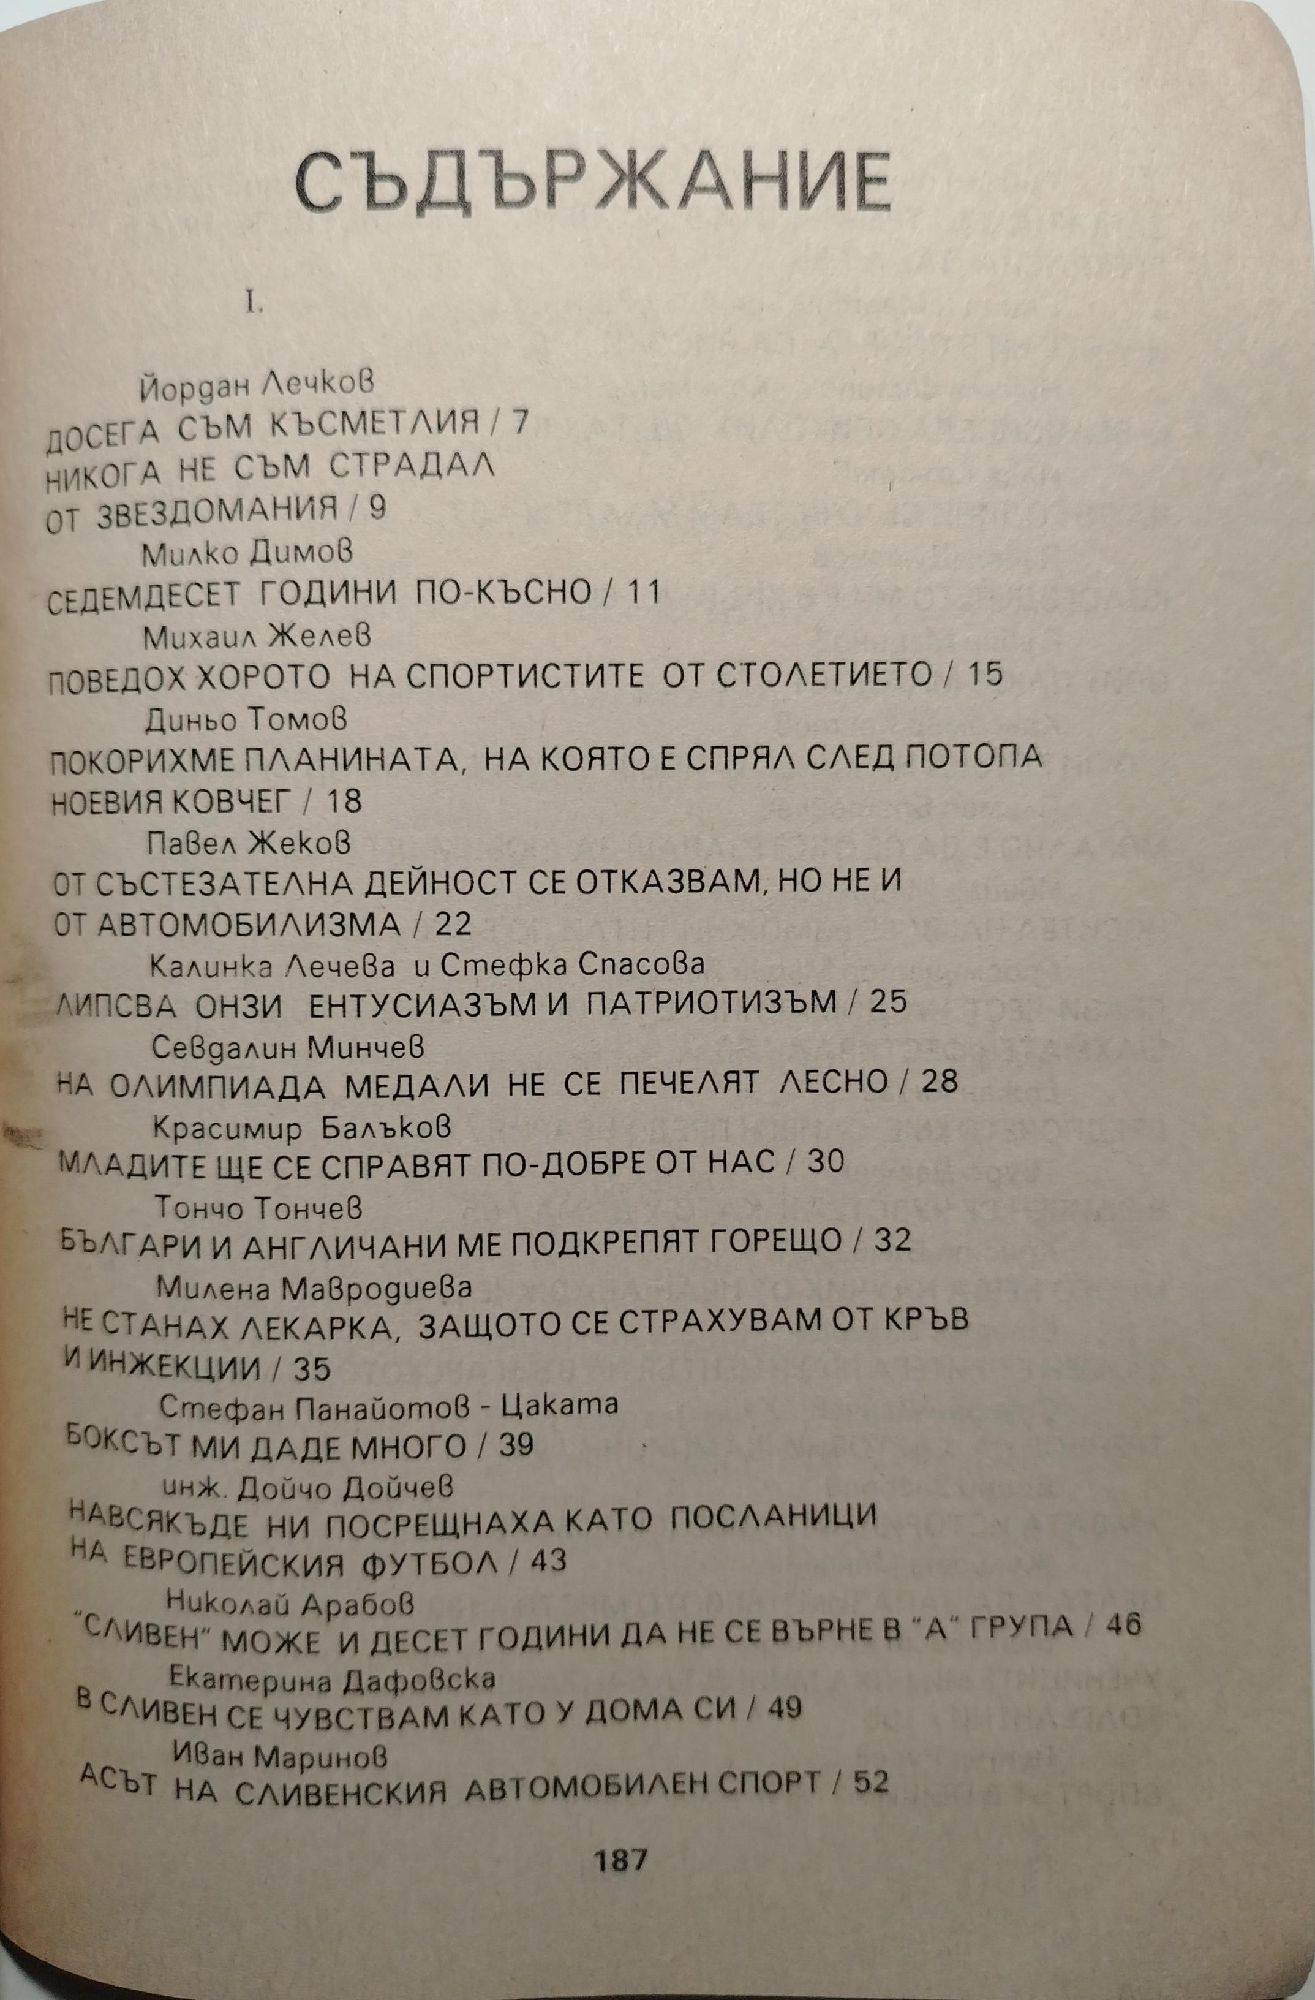 СЪДЪРЖАНИЕ
I.
Йордан Лечков
ДОСЕГА СЪМ КЪСМЕТЛИЯ / 7
НИКОГА НЕ СЪМ СТРАДАЛ
ОТ ЗВЕЗДОМАНИЯ / 9
Милко Димов
СЕДЕМДЕСЕТ ГОДИНИ ПО-КЪСНО / 11
Михаил Желев
ПОВЕДОХ ХОРОТО НА СПОРТИСТИТЕ ОТ СТОЛЕТИЕТО / 15
Диньо Томов
ПОКОРИХМЕ ПЛАНИНАТА, НА КОЯТО Е СПРЯЛ СЛЕД ПОТОПА
НОЕВИЯ КОВЧЕГ / 18
Павел Жеков
ОТ СЪСТЕЗАТЕЛНА ДЕЙНОСТ СЕ ОТКАЗВАМ, НО НЕ И
ОТ АВТОМОБИЛИЗМА / 22
Калинка Лечева и Стефка Спасова
ЛИПСВА ОНЗИ ЕНТУСИАЗЪМ И ПАТРИОТИЗЪМ / 25
Севдалин Минчев
НА ОЛИМПИАДА МЕДАЛИ НЕ СЕ ПЕЧЕЛЯТ ЛЕСНО / 28
Красимир Балъков
МЛАДИТЕ ЩЕ СЕ СПРАВЯТ ПО-ДОБРЕ ОТ НАС / 30
Тончо Тончев
БЪЛГАРИ И АНГЛИЧАНИ МЕ ПОДКРЕПЯТ ГОРЕЩО / 32
Милена Мавродиева
НЕ СТАНАХ ЛЕКАРКА, ЗАЩОТО СЕ СТРАХУВАМ ОТ КРЪВ
И ИНЖЕКЦИИ / 35
Стефан Панайотов - Цаката
БОКСЪТ МИ ДАДЕ МНОГО / 39
инж. Дойчо Дойчев
НАВСЯКЪДЕ НИ ПОСРЕЩНАХА КАТО ПОСЛАНИЦИ
НА ЕВРОПЕЙСКИЯ ФУТБОЛ / 43
Николай Арабов
"СЛИВЕН" МОЖЕ И ДЕСЕТ ГОДИНИ ДА НЕ СЕ ВЪРНЕ В "А" ГРУПА / 46
Екатерина Дафовска
В СЛИВЕН СЕ ЧУВСТВАМ КАТО У ДОМА СИ / 49
Иван Маринов
АСЪТ НА СЛИВЕНСКИЯ АВТОМОБИЛЕН СПОРТ / 52
187